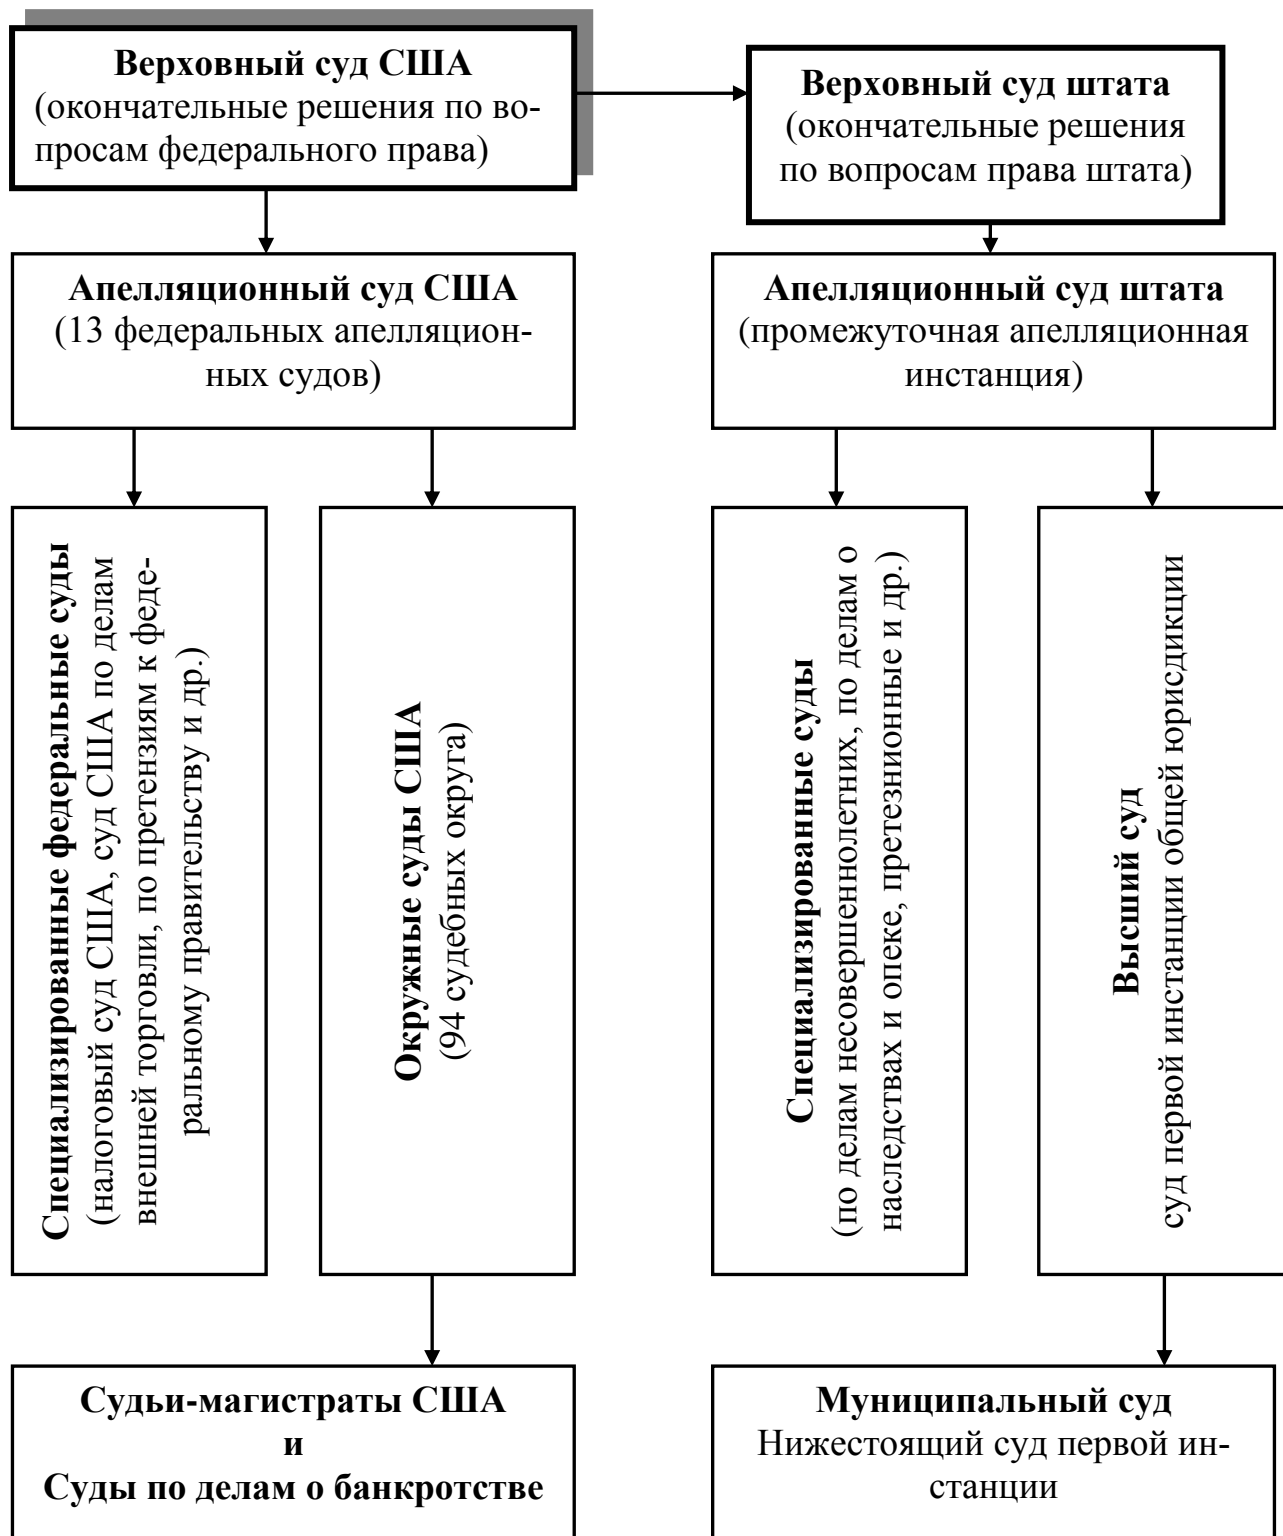 Верховный суд США
(окончательные решения по во-
просам федерального права)
Верховный суд штата
(окончательные решения
по вопросам права штата)
Апелляционный суд США
(13 федеральных апелляцион-
ных судов)
Апелляционный суд штата
(промежуточная апелляционная
инстанция)
Специализированные федеральные суды
(налоговый суд США, суд США по делам
внешней торговли, по претензиям к феде-
ральному правительству и др.)
Окружные суды США
(94 судебных округа)
Специализированные суды
(по делам несовершеннолетних, по делам о
наследствах и опеке, претезнионные и др.)
Высший суд
суд первой инстанции общей юрисдикции
Судьи-магистраты США
и
Суды по делам о банкротстве
Муниципальный суд
Нижестоящий суд первой ин-
станции